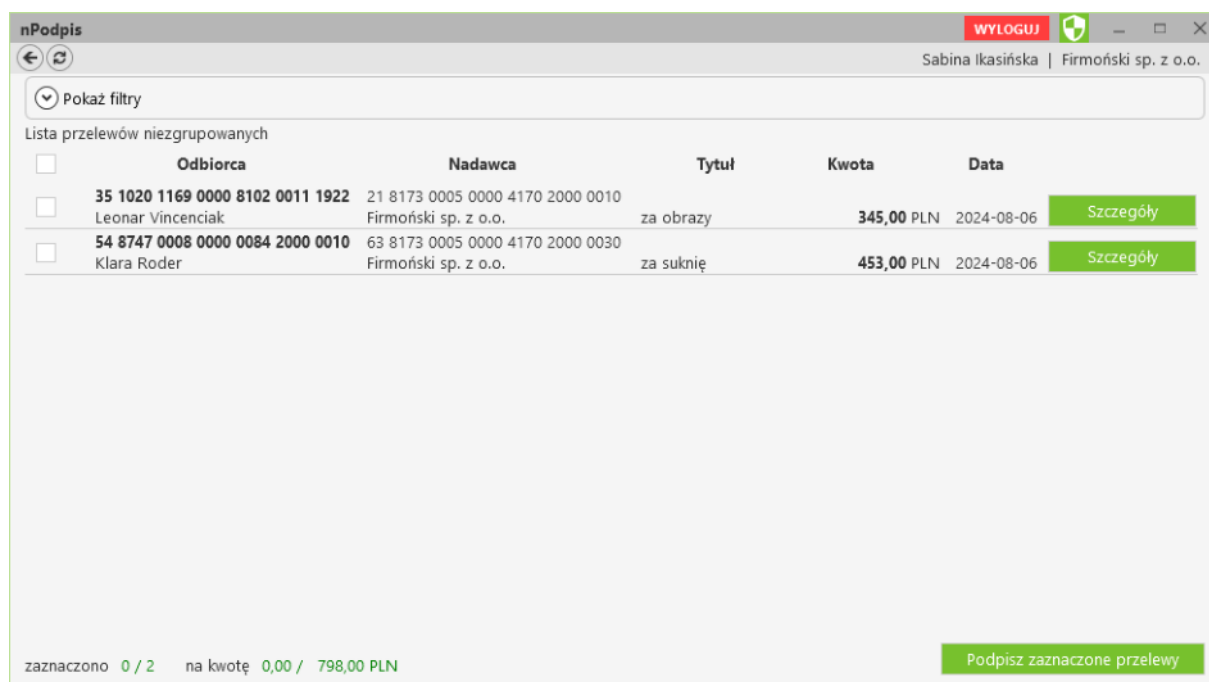 nPodpis WYLOGUJ
Sabina Ikasińska | Firmoński sp. z o.o.
Pokaż filtry
Lista przelewów niezgrupowanych
Odbiorca Nadawca Tytuł Kwota Data
35 1020 1169 0000 8102 0011 1922 21 8173 0005 0000 4170 2000 0010
Leonar Vincenciak Firmoński sp. z o.o. za obrazy 345,00 PLN 2024-08-06 Szczegóły
54 8747 0008 0000 0084 2000 0010 63 8173 0005 0000 4170 2000 0030
Klara Roder Firmoński sp. z o.o. za suknię 453,00 PLN 2024-08-06 Szczegóły
zaznaczono 0 / 2 na kwotę 0,00 / 798,00 PLN Podpisz zaznaczone przelewy